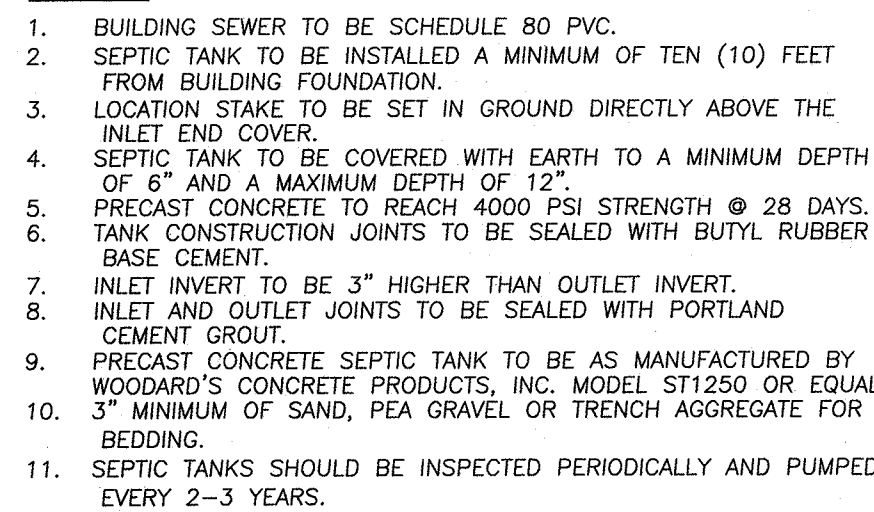 1. BUILDING SEWER TO BE SCHEDULE 80 PVC.
2. SEPTIC TANK TO BE INSTALLED A MINIMUM OF TEN (10) FEET
FROM BUILDING FOUNDATION.
3. LOCATION STAKE TO BE SET IN GROUND DIRECTLY ABOVE THE
INLET END COVER.
4. SEPTIC TANK TO BE COVERED WITH EARTH TO A MINIMUM DEPTH
OF 6" AND A MAXIMUM DEPTH OF 12".
5. PRECAST CONCRETE TO REACH 4000 PSI STRENGTH @ 28 DAYS.
6. TANK CONSTRUCTION JOINTS TO BE SEALED WITH BUTYL RUBBER
BASE CEMENT.
7. INLET INVERT TO BE 3" HIGHER THAN OUTLET INVERT.
8. INLET AND OUTLET JOINTS TO BE SEALED WITH PORTLAND
CEMENT GROUT.
9. PRECAST CONCRETE SEPTIC TANK TO BE AS MANUFACTURED BY
WOODARD'S CONCRETE PRODUCTS, INC. MODEL ST1250 OR EQUAL
10. 3" MINIMUM OF SAND, PEA GRAVEL OR TRENCH AGGREGATE FOR
BEDDING.
11. SEPTIC TANKS SHOULD BE INSPECTED PERIODICALLY AND PUMPED
EVERY 2-3 YEARS.